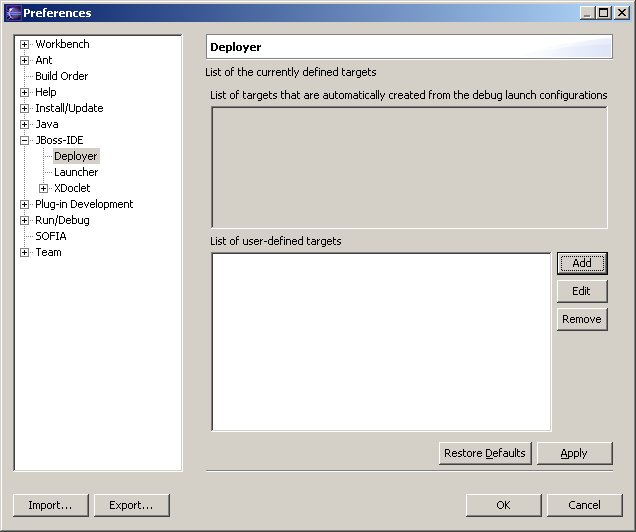 Preferences
Workbench
Ant
Build Order
Help
Install/Update
Java
JBoss-IDE
Deployer
Launcher
XDoclet
Plug-in Development
Run/Debug
SOFIA
Team
Deployer
List of the currently defined targets
List of targets that are automatically created from the debug launch configurations
List of user-defined targets
Add
Edit
Remove
Restore Defaults
Apply
Import...
Export...
OK
Cancel